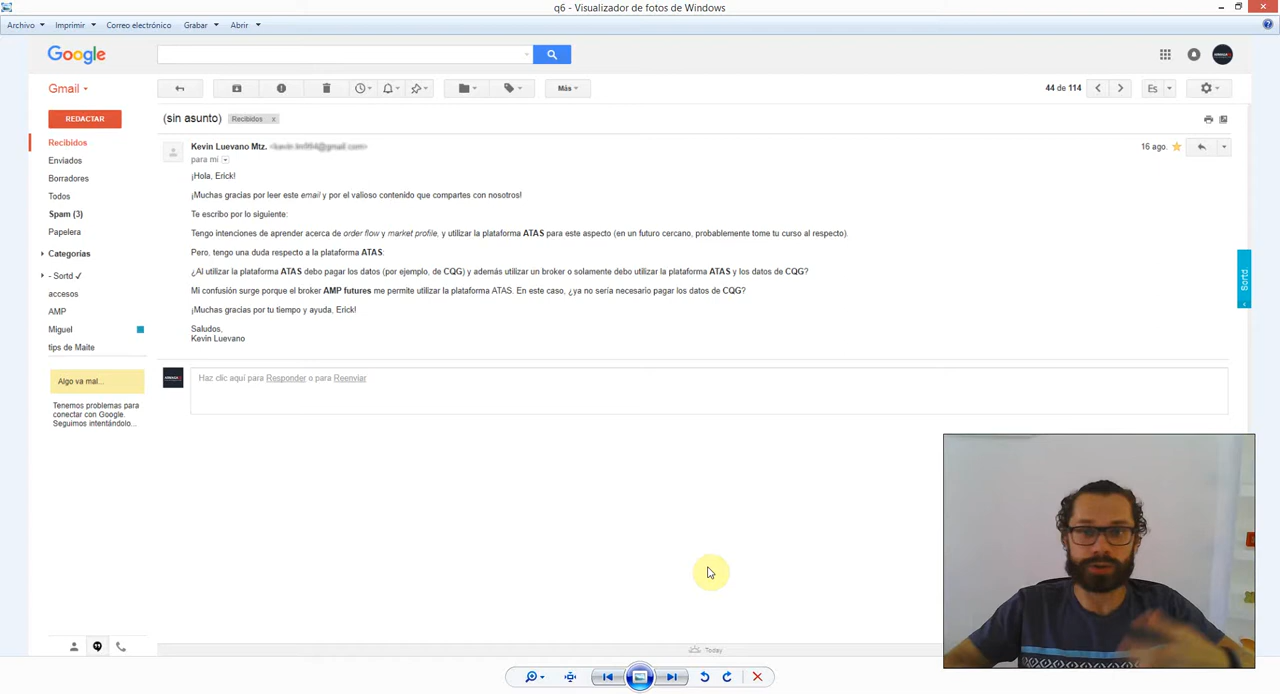 q6 - Visualizador de fotos de Windows
Archivo Imprimir Correo electrónico Grabar Abrir
Google
Gmail
Más
44 de 114
Es
REDACTAR
(sin asunto) Recibidos x
Recibidos
Enviados
Borradores
Todos
Spam (3)
Papelera
Categorías
- Sortd ✓
accesos
AMP
Miguel
tips de Maite
Algo va mal...
Tenemos problemas para
conectar con Google.
Seguimos intentándolo...
Kevin Luevano Mtz.
16 ago.
para mi
¡Hola, Erick!
¡Muchas gracias por leer este email y por el valioso contenido que compartes con nosotros!
Te escribo por lo siguiente:
Tengo intenciones de aprender acerca de order flow y market profile, y utilizar la plataforma ATAS para este aspecto (en un futuro cercano, probablemente tome tu curso al respecto).
Pero, tengo una duda respecto a la plataforma ATAS.
¿Al utilizar la plataforma ATAS debo pagar los datos (por ejemplo, de CQG) y además utilizar un broker o solamente debo utilizar la plataforma ATAS y los datos de CQG?
Mi confusión surge porque el broker AMP futures me permite utilizar la plataforma ATAS. En este caso, ¿ya no sería necesario pagar los datos de CQG?
¡Muchas gracias por tu tiempo y ayuda, Erick!
Saludos,
Kevin Luevano
Haz clic aquí para Responder o para Reenviar
Sortd
Today